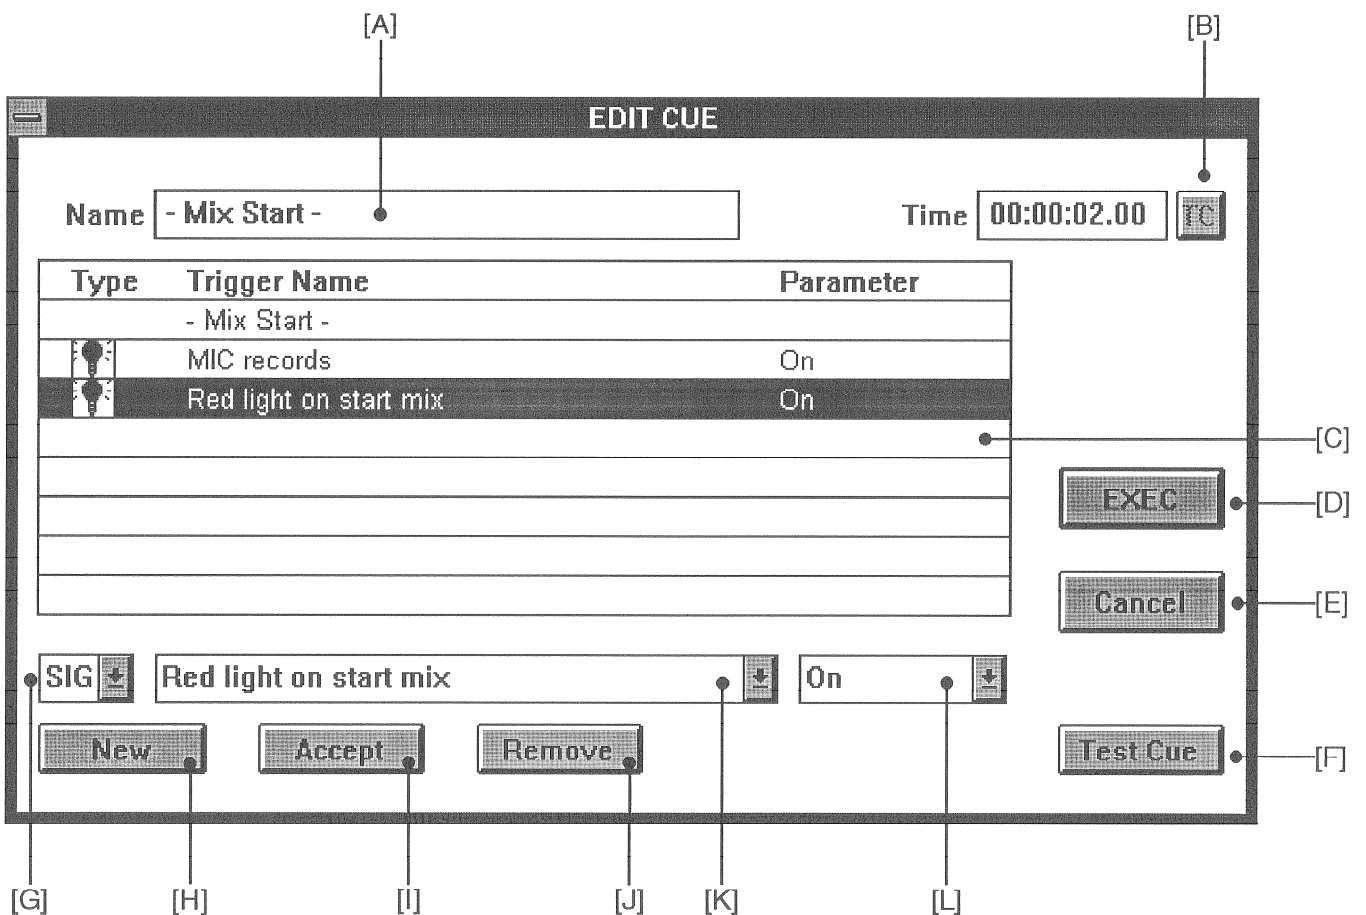 [A] [B]
EDIT CUE
Name - Mix Start - Time 00:00:02.00 TC
Type Trigger Name Parameter
- Mix Start -
MIC records On
Red light on start mix On
[C]
EXEC [D]
Cancel [E]
SIG Red light on start mix On
New Accept Remove Test Cue [F]
[G] [H] [I] [J] [K] [L]